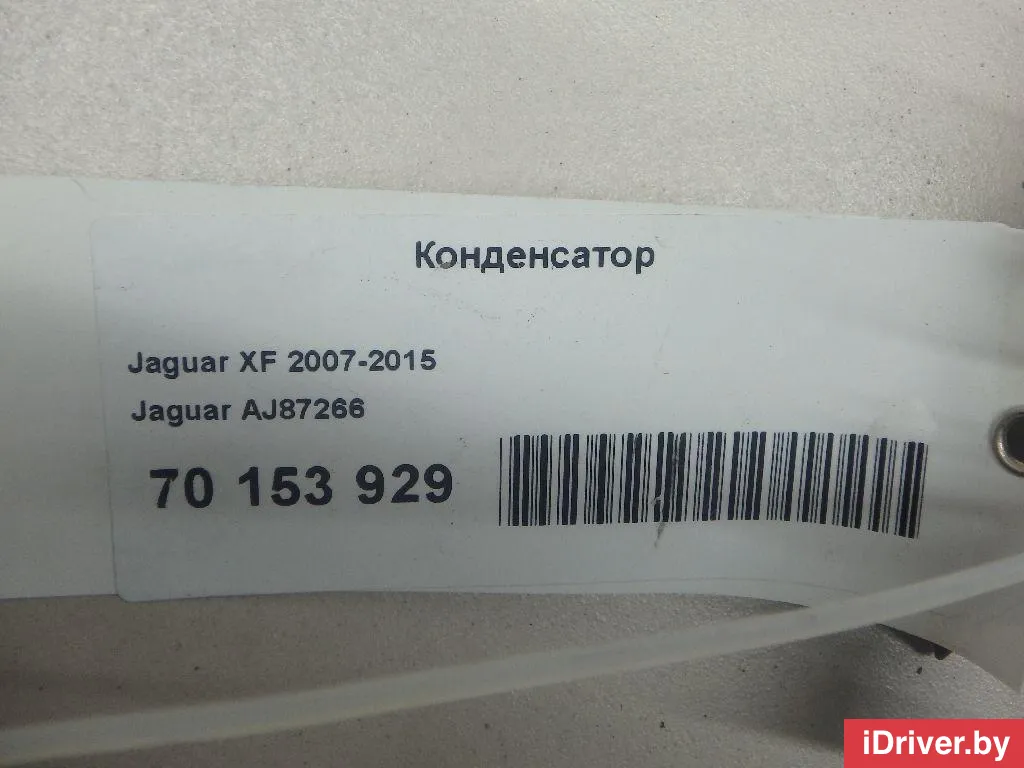 Конденсатор
Jaguar XF 2007-2015
Jaguar AJ87266
70 153 929
iDriver.by